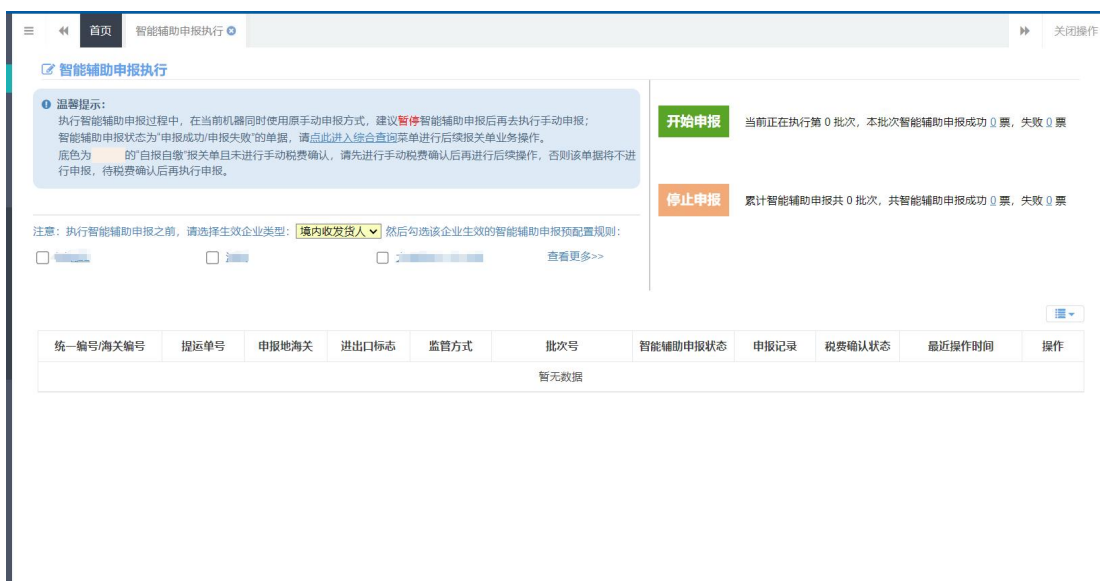 首页 智能辅助申报执行 关闭操作
智能辅助申报执行
温馨提示：
执行智能辅助申报过程中，在当前机器同时使用原手动申报方式，建议暂停智能辅助申报后再去执行手动申报；
智能辅助申报状态为“申报成功/申报失败”的单据，请点此进入综合查询菜单进行后续报关单业务操作。
底色为 的“自报自缴”报关单且未进行手动税费确认，请先进行手动税费确认后再进行后续操作，否则该单据将不进
行申报，待税费确认后再执行申报。
开始申报 当前正在执行第 0 批次，本批次智能辅助申报成功 0 票，失败 0 票
停止申报 累计智能辅助申报共 0 批次，共智能辅助申报成功 0 票，失败 0 票
注意：执行智能辅助申报之前，请选择生效企业类型：境内收发货人 然后勾选该企业生效的智能辅助申报预配置规则：
查看更多>>
统一编号/海关编号 提运单号 申报地海关 进出口标志 监管方式 批次号 智能辅助申报状态 申报记录 税费确认状态 最近操作时间 操作
暂无数据